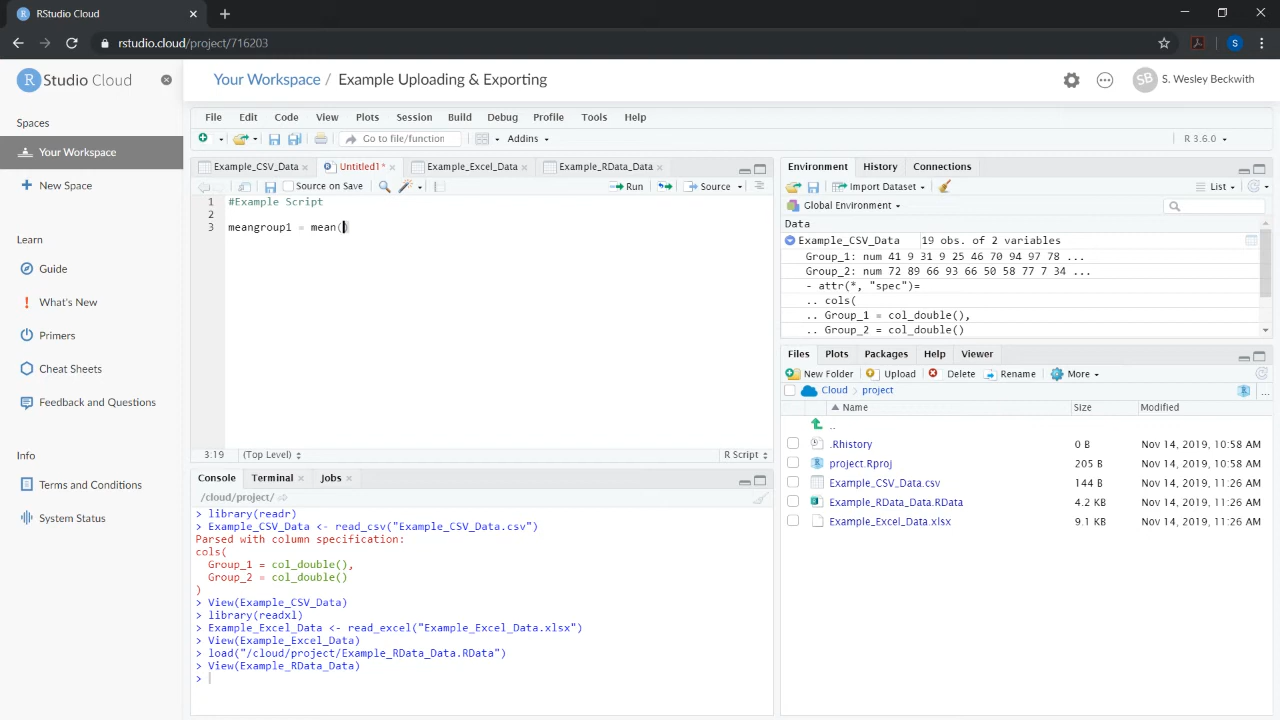 RStudio Cloud
rstudio.cloud/project/716203
S
R Studio Cloud
Your Workspace / Example Uploading & Exporting
SB S. Wesley Beckwith
Spaces
Your Workspace
New Space
Learn
Guide
What's New
Primers
Cheat Sheets
Feedback and Questions
Info
Terms and Conditions
System Status
File Edit Code View Plots Session Build Debug Profile Tools Help
Go to file/function Addins R 3.6.0
Example_CSV_Data Untitled1* Example_Excel_Data Example_RData_Data
Source on Save Run Source
1 #Example Script
2
3 meangroup1 = mean()
3:19 (Top Level) R Script
Console Terminal Jobs
/cloud/project/
> library(readr)
> Example_CSV_Data <- read_csv("Example_CSV_Data.csv")
Parsed with column specification:
cols(
Group_1 = col_double(),
Group_2 = col_double()
)
> View(Example_CSV_Data)
> library(readxl)
> Example_Excel_Data <- read_excel("Example_Excel_Data.xlsx")
> View(Example_Excel_Data)
> load("/cloud/project/Example_RData_Data.RData")
> View(Example_RData_Data)
>
Environment History Connections
Import Dataset List
Global Environment
Data
Example_CSV_Data 19 obs. of 2 variables
Group_1: num 41 9 31 9 25 46 70 94 97 78 ...
Group_2: num 72 89 66 93 66 50 58 77 7 34 ...
- attr(*, "spec")=
.. cols(
.. Group_1 = col_double(),
.. Group_2 = col_double()
Files Plots Packages Help Viewer
New Folder Upload Delete Rename More
Cloud project ...
Name Size Modified
..
.Rhistory 0 B Nov 14, 2019, 10:58 AM
project.Rproj 205 B Nov 14, 2019, 10:58 AM
Example_CSV_Data.csv 144 B Nov 14, 2019, 11:26 AM
Example_RData_Data.RData 4.2 KB Nov 14, 2019, 11:26 AM
Example_Excel_Data.xlsx 9.1 KB Nov 14, 2019, 11:26 AM